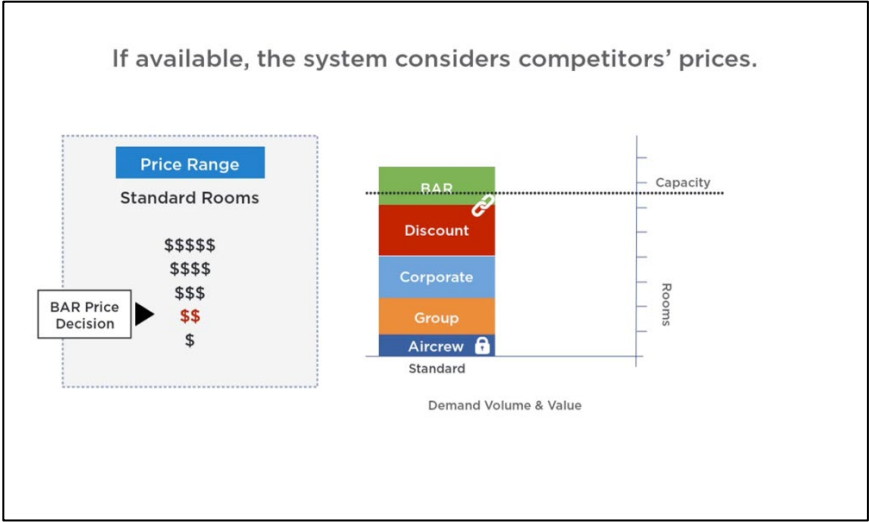 If available, the system considers competitors’ prices.
Price Range
Standard Rooms
$$$$$
$$$$
$$$
$$
$
BAR Price
Decision
BAR
Discount
Corporate
Group
Aircrew
Standard
Capacity
Rooms
Demand Volume & Value